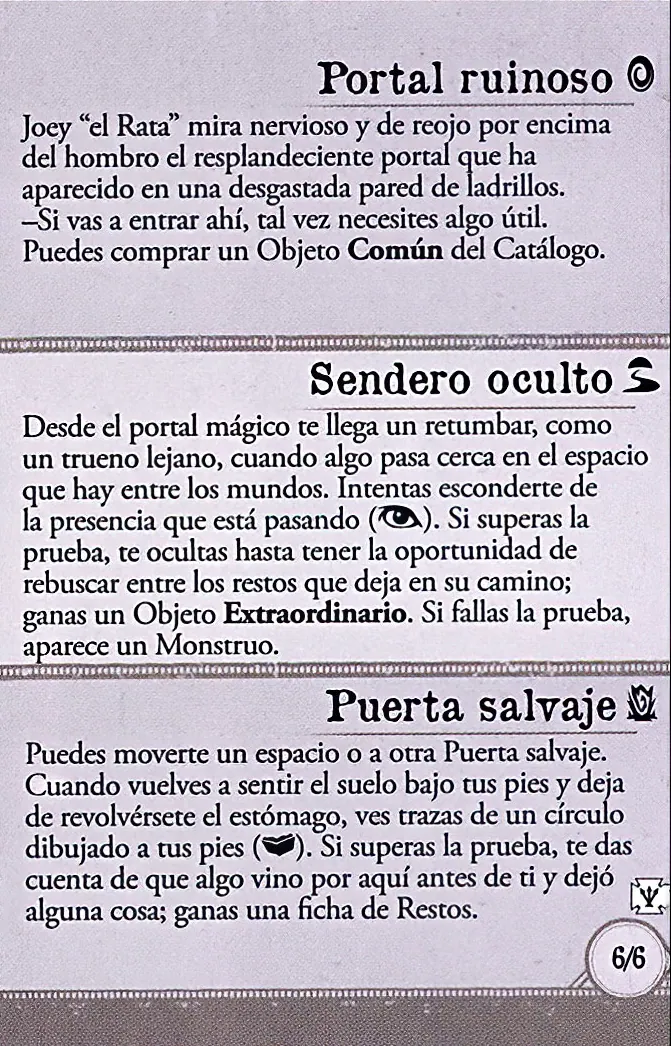 Portal ruinoso
Joey “el Rata” mira nervioso y de reojo por encima
del hombro el resplandeciente portal que ha
aparecido en una desgastada pared de ladrillos.
–Si vas a entrar ahí, tal vez necesites algo útil.
Puedes comprar un Objeto Común del Catálogo.
Sendero oculto
Desde el portal mágico te llega un retumbar, como
un trueno lejano, cuando algo pasa cerca en el espacio
que hay entre los mundos. Intentas esconderte de
la presencia que está pasando (). Si superas la
prueba, te ocultas hasta tener la oportunidad de
rebuscar entre los restos que deja en su camino;
ganas un Objeto Extraordinario. Si fallas la prueba,
aparece un Monstruo.
Puerta salvaje
Puedes moverte un espacio o a otra Puerta salvaje.
Cuando vuelves a sentir el suelo bajo tus pies y deja
de revolvérsete el estómago, ves trazas de un círculo
dibujado a tus pies (). Si superas la prueba, te das
cuenta de que algo vino por aquí antes de ti y dejó
alguna cosa; ganas una ficha de Restos.
6/6